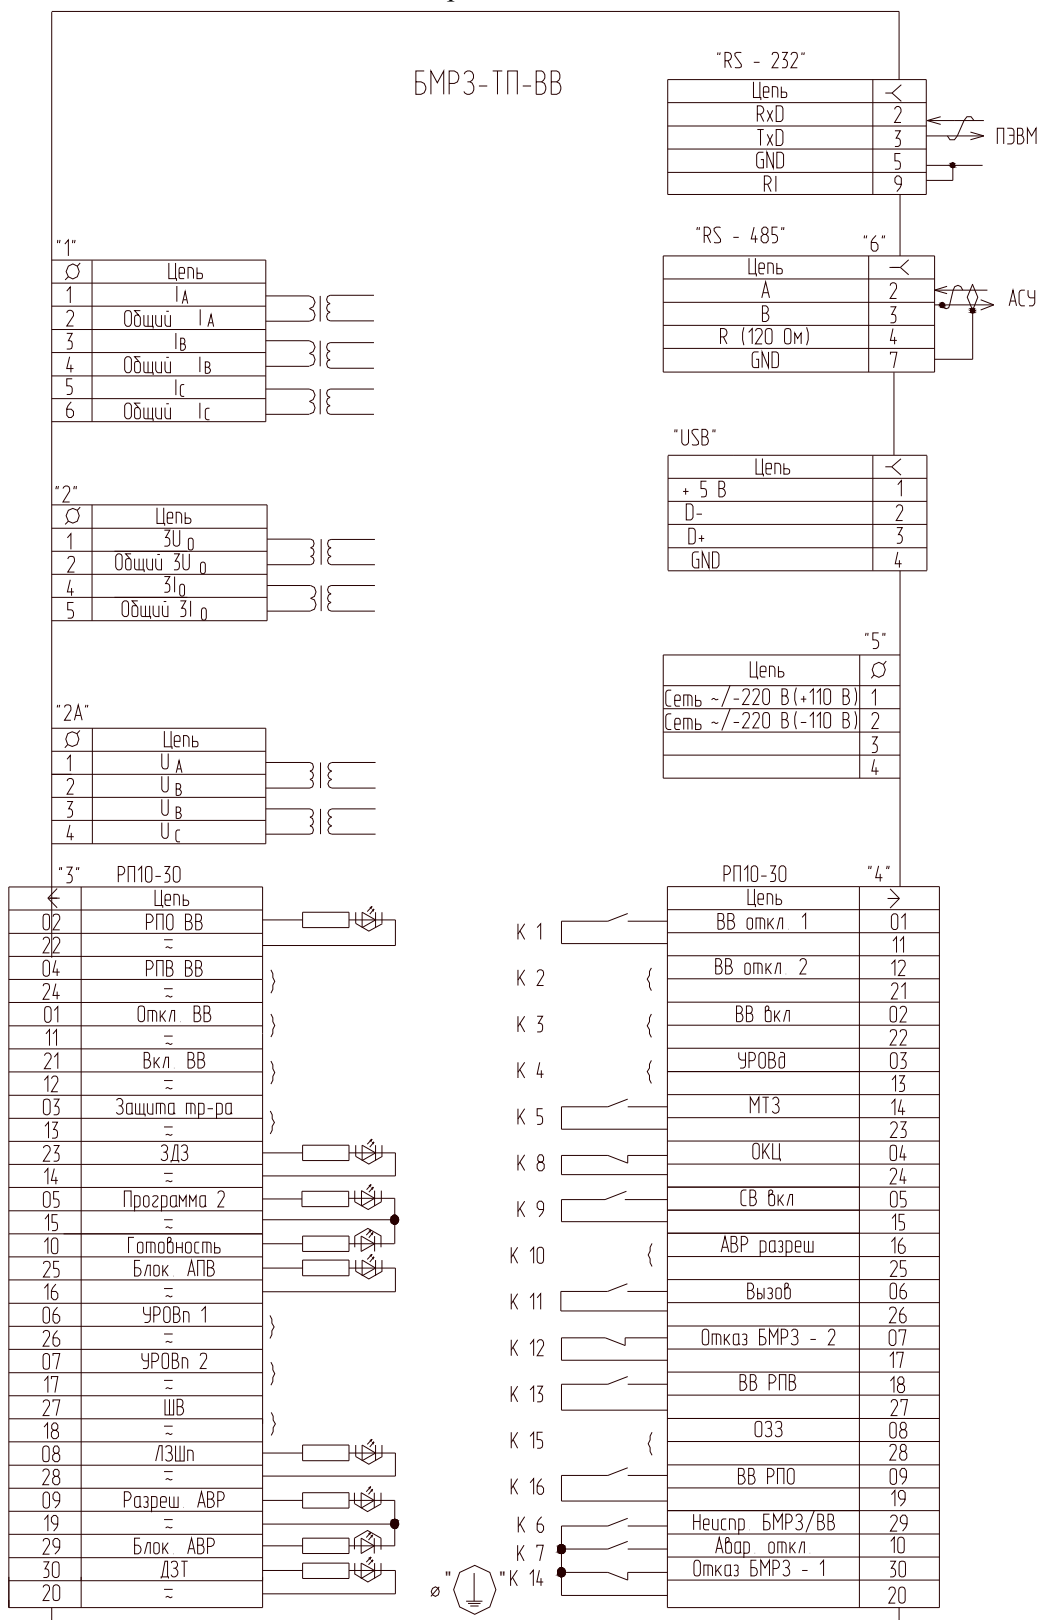 БМРЗ-ТП-ВВ
"RS - 232"
Цепь
RxD 2
TxD 3
GND 5
RI 9
ПЭВМ
"RS - 485" "6"
Цепь
A 2
B 3
R (120 Ом) 4
GND 7
АСУ
"USB"
Цепь
+ 5 В 1
D- 2
D+ 3
GND 4
"5"
Цепь Ø
Сеть ~/-220 В(+110 В) 1
Сеть ~/-220 В(-110 В) 2
3
4
"1"
Ø Цепь
1 IA
2 Общий IA
3 IB
4 Общий IB
5 IC
6 Общий IC
"2"
Ø Цепь
1 3U0
2 Общий 3U0
4 3I0
5 Общий 3I0
"2А"
Ø Цепь
1 UA
2 UB
3 UB
4 UC
"3" РП10-30
Цепь
02 РПО ВВ
22 ~
04 РПВ ВВ
24 ~
01 Откл. ВВ
11 ~
21 Вкл. ВВ
12 ~
03 Защита тр-ра
13 ~
23 ЗДЗ
14 ~
05 Программа 2
15 ~
10 Готовность
25 Блок. АПВ
16 ~
06 УРОВп 1
26 ~
07 УРОВп 2
17 ~
27 ШВ
18 ~
08 ЛЗШп
28 ~
09 Разреш. АВР
19 ~
29 Блок. АВР
30 ДЗТ
20 ~
РП10-30 "4"
Цепь
К 1 ВВ откл. 1 01
11
К 2 ВВ откл. 2 12
21
К 3 ВВ вкл 02
22
К 4 УРОВд 03
13
К 5 МТЗ 14
23
К 8 ОКЦ 04
24
К 9 СВ вкл 05
15
К 10 АВР разреш 16
25
К 11 Вызов 06
26
К 12 Отказ БМРЗ - 2 07
17
К 13 ВВ РПВ 18
27
К 15 ОЗЗ 08
28
К 16 ВВ РПО 09
19
К 6 Неиспр. БМРЗ/ВВ 29
К 7 Авар. откл 10
К 14 Отказ БМРЗ - 1 30
20
ø " "